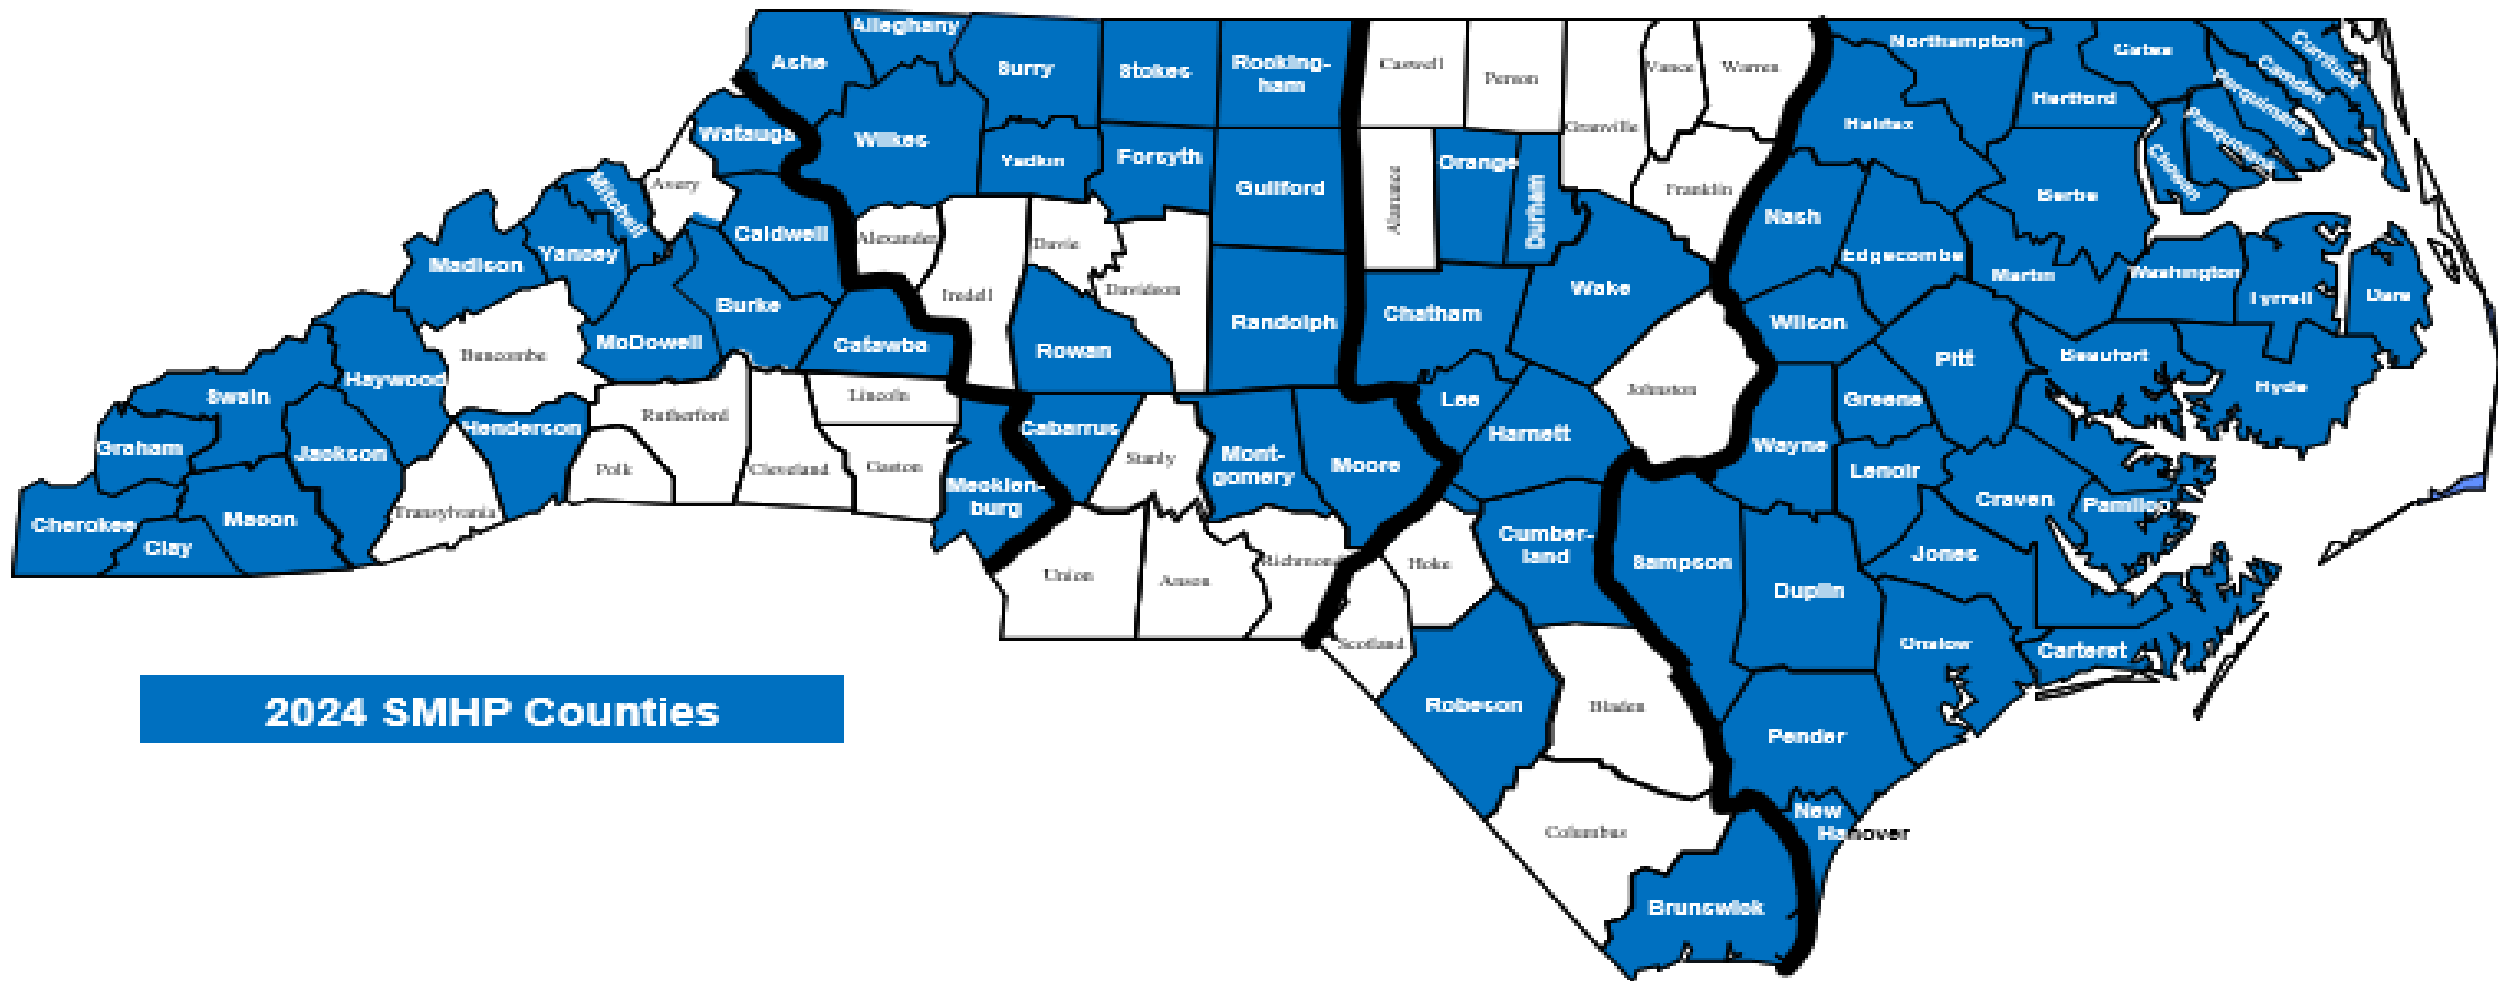 Alleghany
Ashe
Surry
Stokes
Rocking-
ham
Caswell
Person
Vance
Warren
Northampton
Gates
Currituck
Camden
Perquimans
Pasquotank
Chowan
Hertford
Halifax
Granville
Watauga
Wilkes
Yadkin
Forsyth
Guilford
Alamance
Orange
Durham
Franklin
Nash
Bertie
Edgecombe
Martin
Washington
Tyrrell
Dare
Avery
Mitchell
Yancey
Madison
Caldwell
Alexander
Iredell
Davie
Davidson
Randolph
Chatham
Wake
Wilson
Pitt
Beaufort
Hyde
Burke
McDowell
Catawba
Rowan
Buncombe
Haywood
Swain
Graham
Jackson
Henderson
Rutherford
Lincoln
Polk
Cleveland
Gaston
Mecklen-
burg
Cabarrus
Stanly
Mont-
gomery
Moore
Lee
Harnett
Johnston
Wayne
Greene
Lenoir
Craven
Pamlico
Cherokee
Clay
Macon
Transylvania
Union
Anson
Richmond
Hoke
Scotland
Cumber-
land
Sampson
Duplin
Jones
Onslow
Carteret
Robeson
Bladen
Pender
New
Hanover
Columbus
Brunswick
2024 SMHP Counties